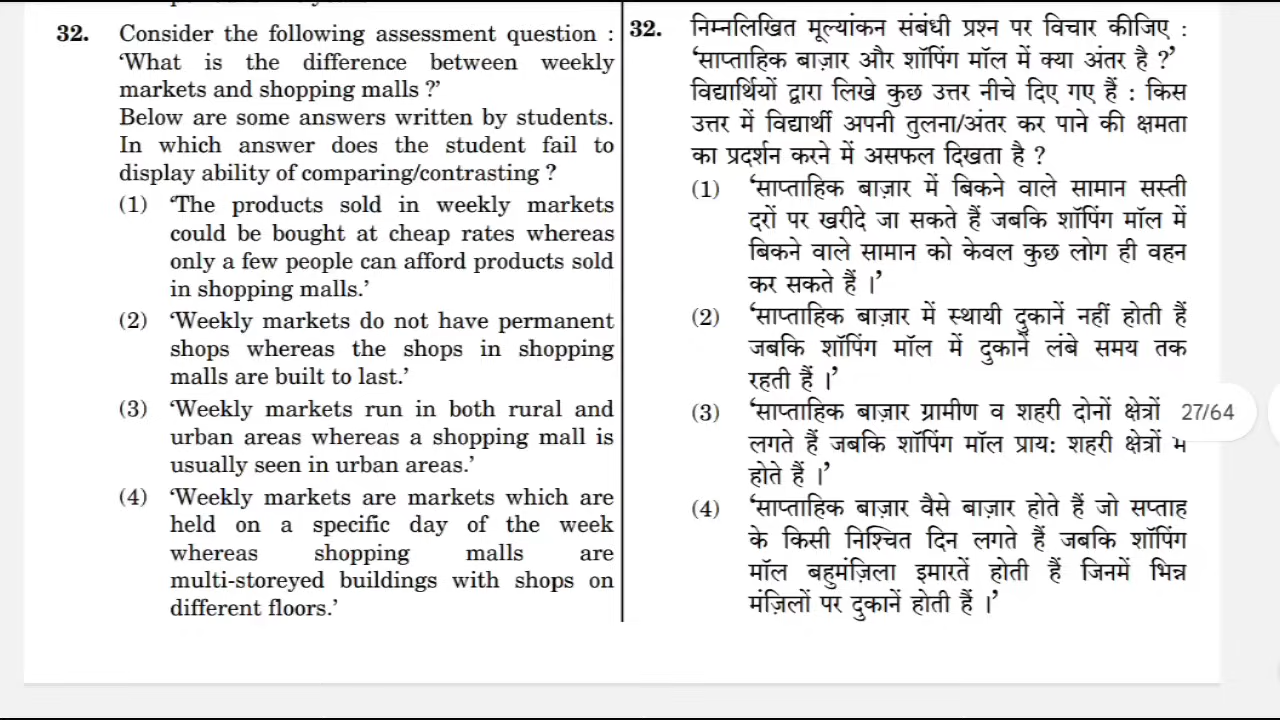 32. Consider the following assessment question :
'What is the difference between weekly
markets and shopping malls ?'
Below are some answers written by students.
In which answer does the student fail to
display ability of comparing/contrasting ?
(1) 'The products sold in weekly markets
could be bought at cheap rates whereas
only a few people can afford products sold
in shopping malls.'
(2) 'Weekly markets do not have permanent
shops whereas the shops in shopping
malls are built to last.'
(3) 'Weekly markets run in both rural and
urban areas whereas a shopping mall is
usually seen in urban areas.'
(4) 'Weekly markets are markets which are
held on a specific day of the week
whereas shopping malls are
multi-storeyed buildings with shops on
different floors.'
32. निम्नलिखित मूल्यांकन संबंधी प्रश्न पर विचार कीजिए :
'साप्ताहिक बाज़ार और शॉपिंग मॉल में क्या अंतर है ?'
विद्यार्थियों द्वारा लिखे कुछ उत्तर नीचे दिए गए हैं : किस
उत्तर में विद्यार्थी अपनी तुलना/अंतर कर पाने की क्षमता
का प्रदर्शन करने में असफल दिखता है ?
(1) 'साप्ताहिक बाज़ार में बिकने वाले सामान सस्ती
दरों पर खरीदे जा सकते हैं जबकि शॉपिंग मॉल में
बिकने वाले सामान को केवल कुछ लोग ही वहन
कर सकते हैं ।'
(2) 'साप्ताहिक बाज़ार में स्थायी दुकानें नहीं होती हैं
जबकि शॉपिंग मॉल में दुकानें लंबे समय तक
रहती हैं ।'
(3) 'साप्ताहिक बाज़ार ग्रामीण व शहरी दोनों क्षेत्रों
27/64
लगते हैं जबकि शॉपिंग मॉल प्राय: शहरी क्षेत्रों में
होते हैं ।'
(4) 'साप्ताहिक बाज़ार वैसे बाज़ार होते हैं जो सप्ताह
के किसी निश्चित दिन लगते हैं जबकि शॉपिंग
मॉल बहुमंज़िला इमारतें होती हैं जिनमें भिन्न
मंज़िलों पर दुकानें होती हैं ।'